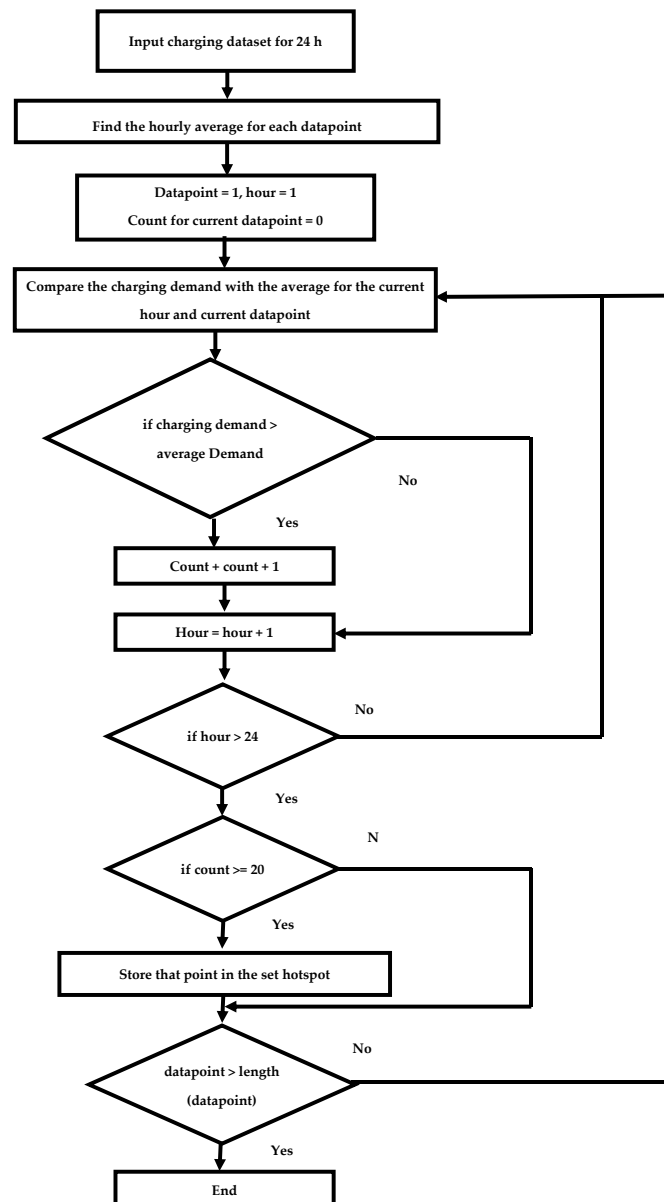 Input charging dataset for 24 h
Find the hourly average for each datapoint
Datapoint = 1, hour = 1
Count for current datapoint = 0
Compare the charging demand with the average for the current
hour and current datapoint
if charging demand >
average Demand
No
Yes
Count + count + 1
Hour = hour + 1
No
if hour > 24
Yes
N
if count >= 20
Yes
Store that point in the set hotspot
No
datapoint > length
(datapoint)
Yes
End